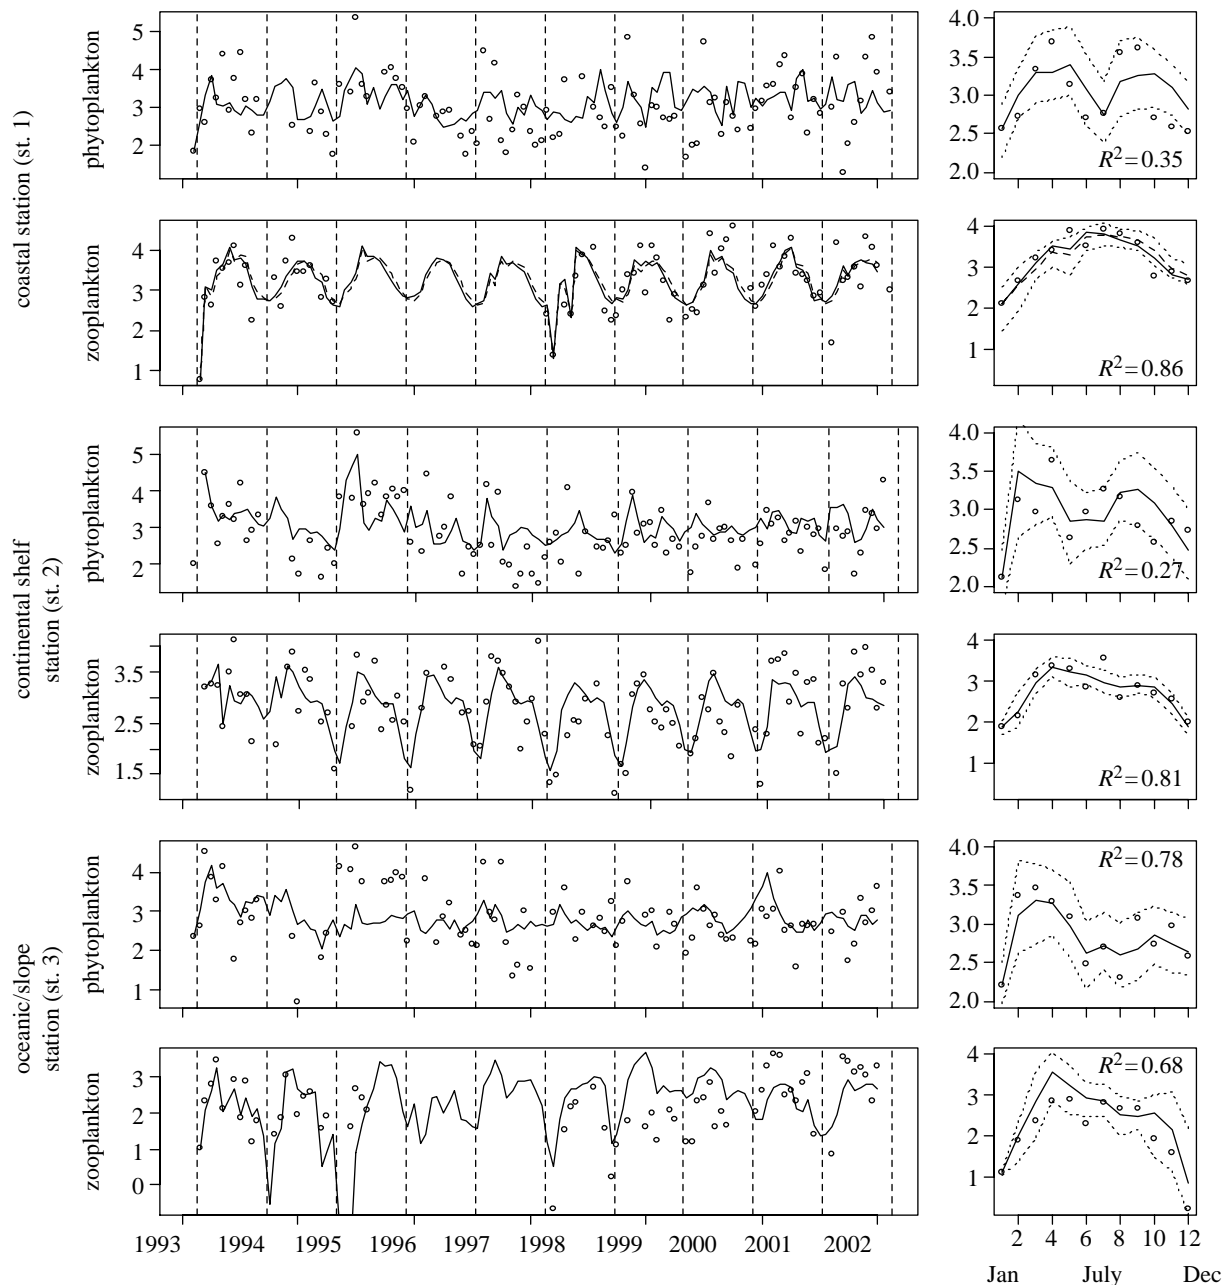 coastal station (st. 1)
phytoplankton
5
4
3
2
4.0
3.5
3.0
2.5
2.0
R²=0.35
zooplankton
4
3
2
1
4
3
2
1
R²=0.86
continental shelf
station (st. 2)
phytoplankton
5
4
3
2
4.0
3.5
3.0
2.5
2.0
R²=0.27
zooplankton
3.5
2.5
1.5
4
3
2
1
R²=0.81
oceanic/slope
station (st. 3)
phytoplankton
4
3
2
1
4.0
3.5
3.0
2.5
2.0
R²=0.78
zooplankton
3
2
1
0
4
3
2
1
R²=0.68
1993 1994 1995 1996 1997 1998 1999 2000 2001 2002
2 4 6 8 10 12
Jan July Dec